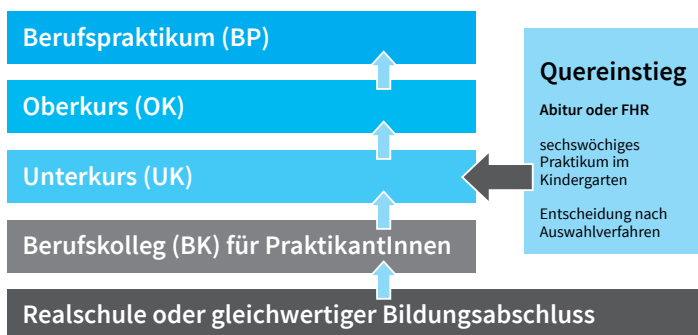 Berufspraktikum (BP)
Oberkurs (OK)
Unterkurs (UK)
Berufskolleg (BK) für PraktikantInnen
Realschule oder gleichwertiger Bildungsabschluss
Quereinstieg
Abitur oder FHR
sechswöchiges
Praktikum im
Kindergarten
Entscheidung nach
Auswahlverfahren